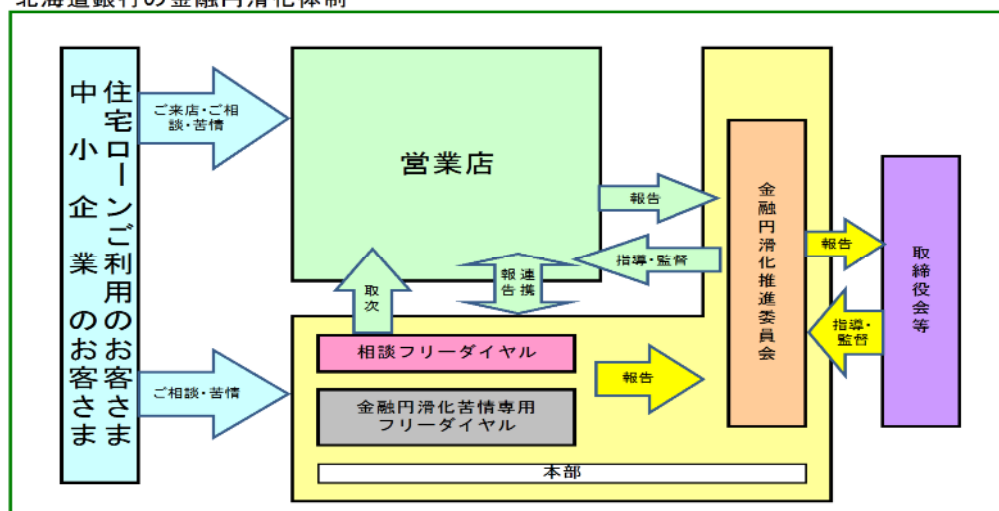 北海道銀行の金融円滑化体制
住宅ローンご利用のお客さま
中小企業のお客さま
ご来店・ご相
談・苦情
営業店
報告
指導・監督
金融円滑化推進委員会
報告
取締役会等
指導・
監督
取次
連携
報告
相談フリーダイヤル
報告
ご相談・苦情
金融円滑化苦情専用
フリーダイヤル
本部